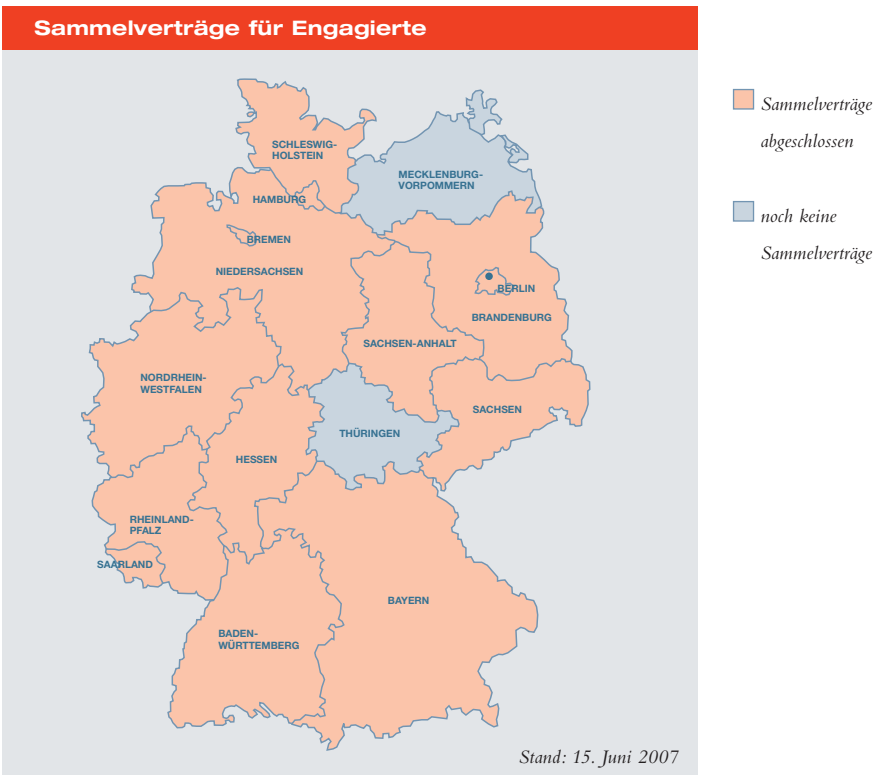 Sammelverträge für Engagierte
Sammelverträge
abgeschlossen
noch keine
Sammelverträge
SCHLESWIG-
HOLSTEIN
MECKLENBURG-
VORPOMMERN
HAMBURG
BREMEN
NIEDERSACHSEN
BERLIN
BRANDENBURG
SACHSEN-ANHALT
NORDRHEIN-
WESTFALEN
SACHSEN
THÜRINGEN
HESSEN
RHEINLAND-
PFALZ
SAARLAND
BAYERN
BADEN-
WÜRTTEMBERG
Stand: 15. Juni 2007